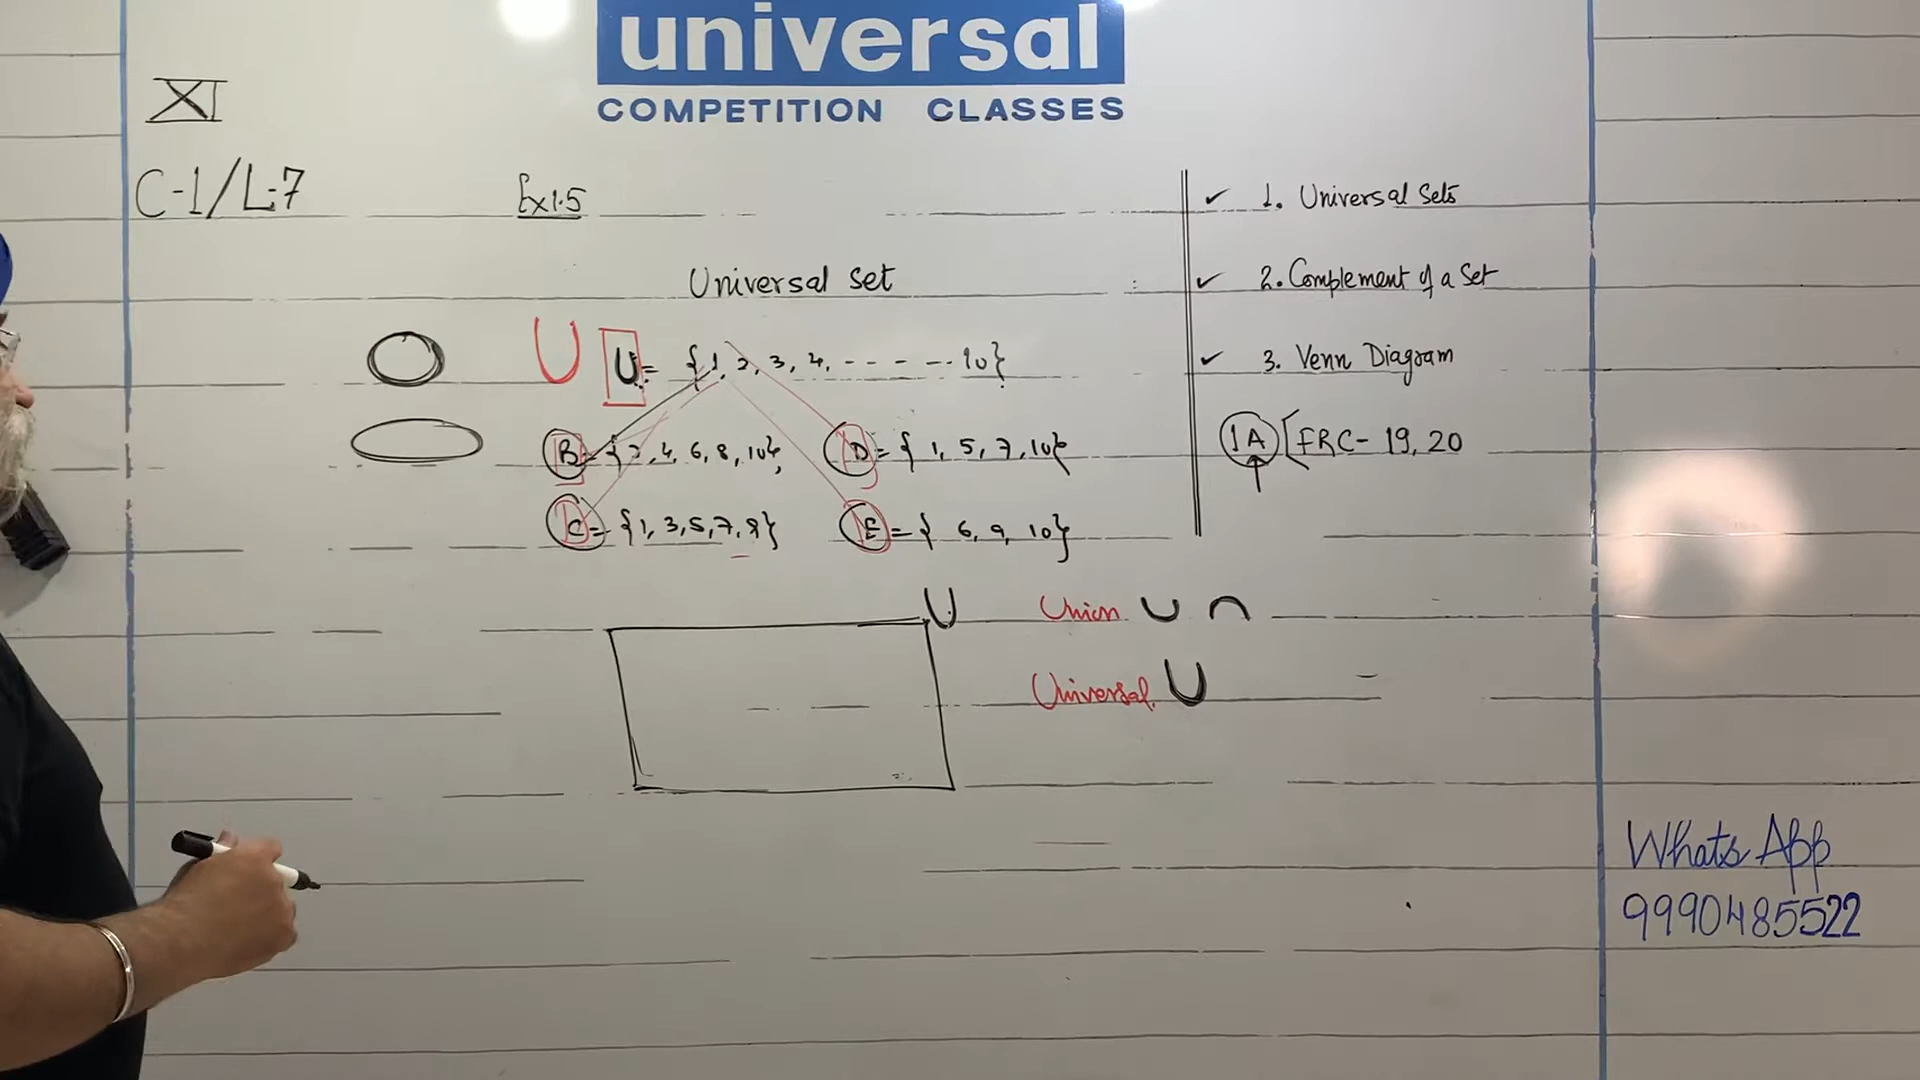 universal
COMPETITION CLASSES
XI
C-1/L-7
Ex1.5
Universal Set
U = {1, 2, 3, 4, - - - - - 10}
B = {2, 4, 6, 8, 10},
D = {1, 5, 7, 10}
C = {1, 3, 5, 7, 9}
E = {6, 9, 10}
U
U
Union ∪ ∩
Universal U
✓ 1. Universal Sets
✓ 2. Complement of a Set
✓ 3. Venn Diagram
1A [FRC- 19, 20
Whats App
9990485522